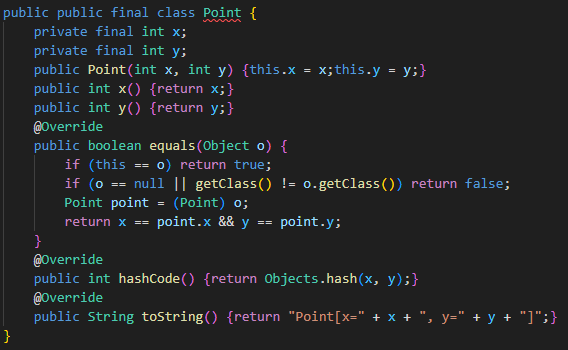 public public final class Point {
    private final int x;
    private final int y;
    public Point(int x, int y) {this.x = x;this.y = y;}
    public int x() {return x;}
    public int y() {return y;}
    @Override
    public boolean equals(Object o) {
        if (this == o) return true;
        if (o == null || getClass() != o.getClass()) return false;
        Point point = (Point) o;
        return x == point.x && y == point.y;
    }
    @Override
    public int hashCode() {return Objects.hash(x, y);}
    @Override
    public String toString() {return "Point[x=" + x + ", y=" + y + "]";}
}